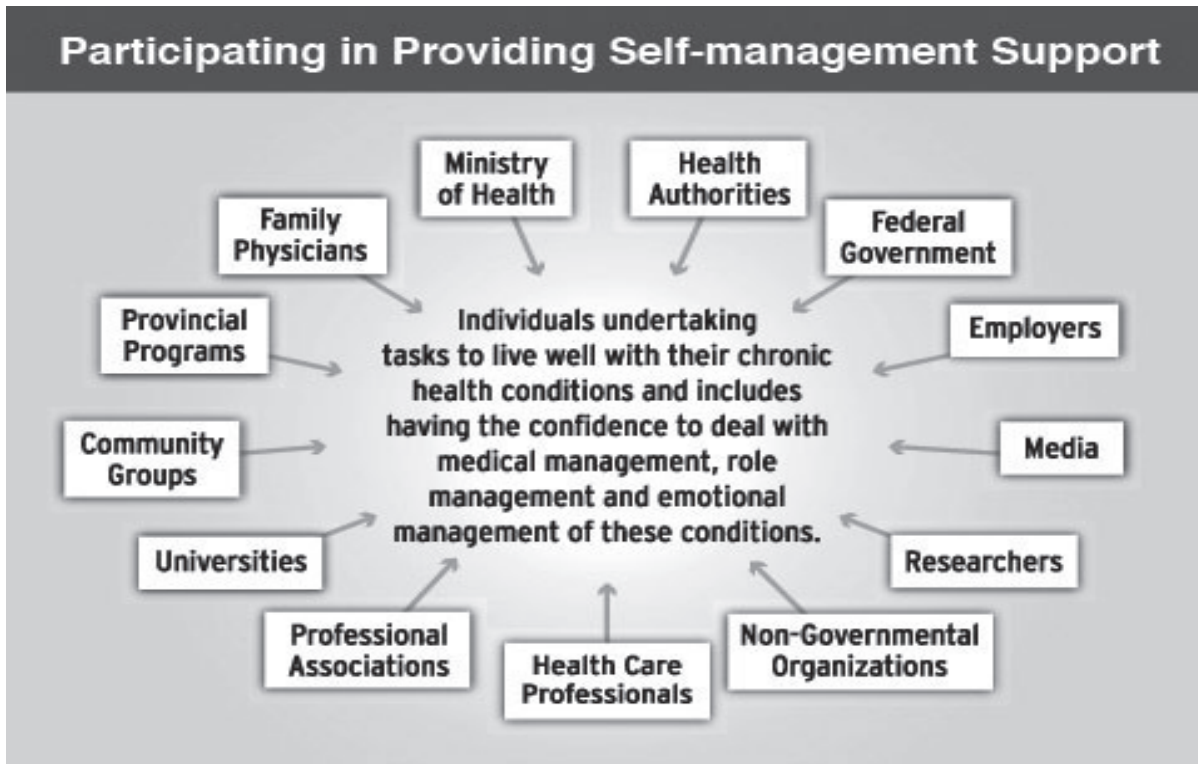 Participating in Providing Self-management Support
Ministry
of Health
Health
Authorities
Family
Physicians
Federal
Government
Provincial
Programs
Employers
Individuals undertaking
tasks to live well with their chronic
health conditions and includes
having the confidence to deal with
medical management, role
management and emotional
management of these conditions.
Community
Groups
Media
Universities
Researchers
Professional
Associations
Health Care
Professionals
Non-Governmental
Organizations